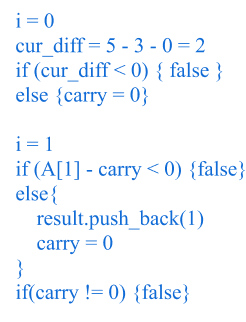 i = 0
cur_diff = 5 - 3 - 0 = 2
if (cur_diff < 0) { false }
else {carry = 0}
i = 1
if (A[1] - carry < 0) {false}
else{
result.push_back(1)
carry = 0
}
if(carry != 0) {false}